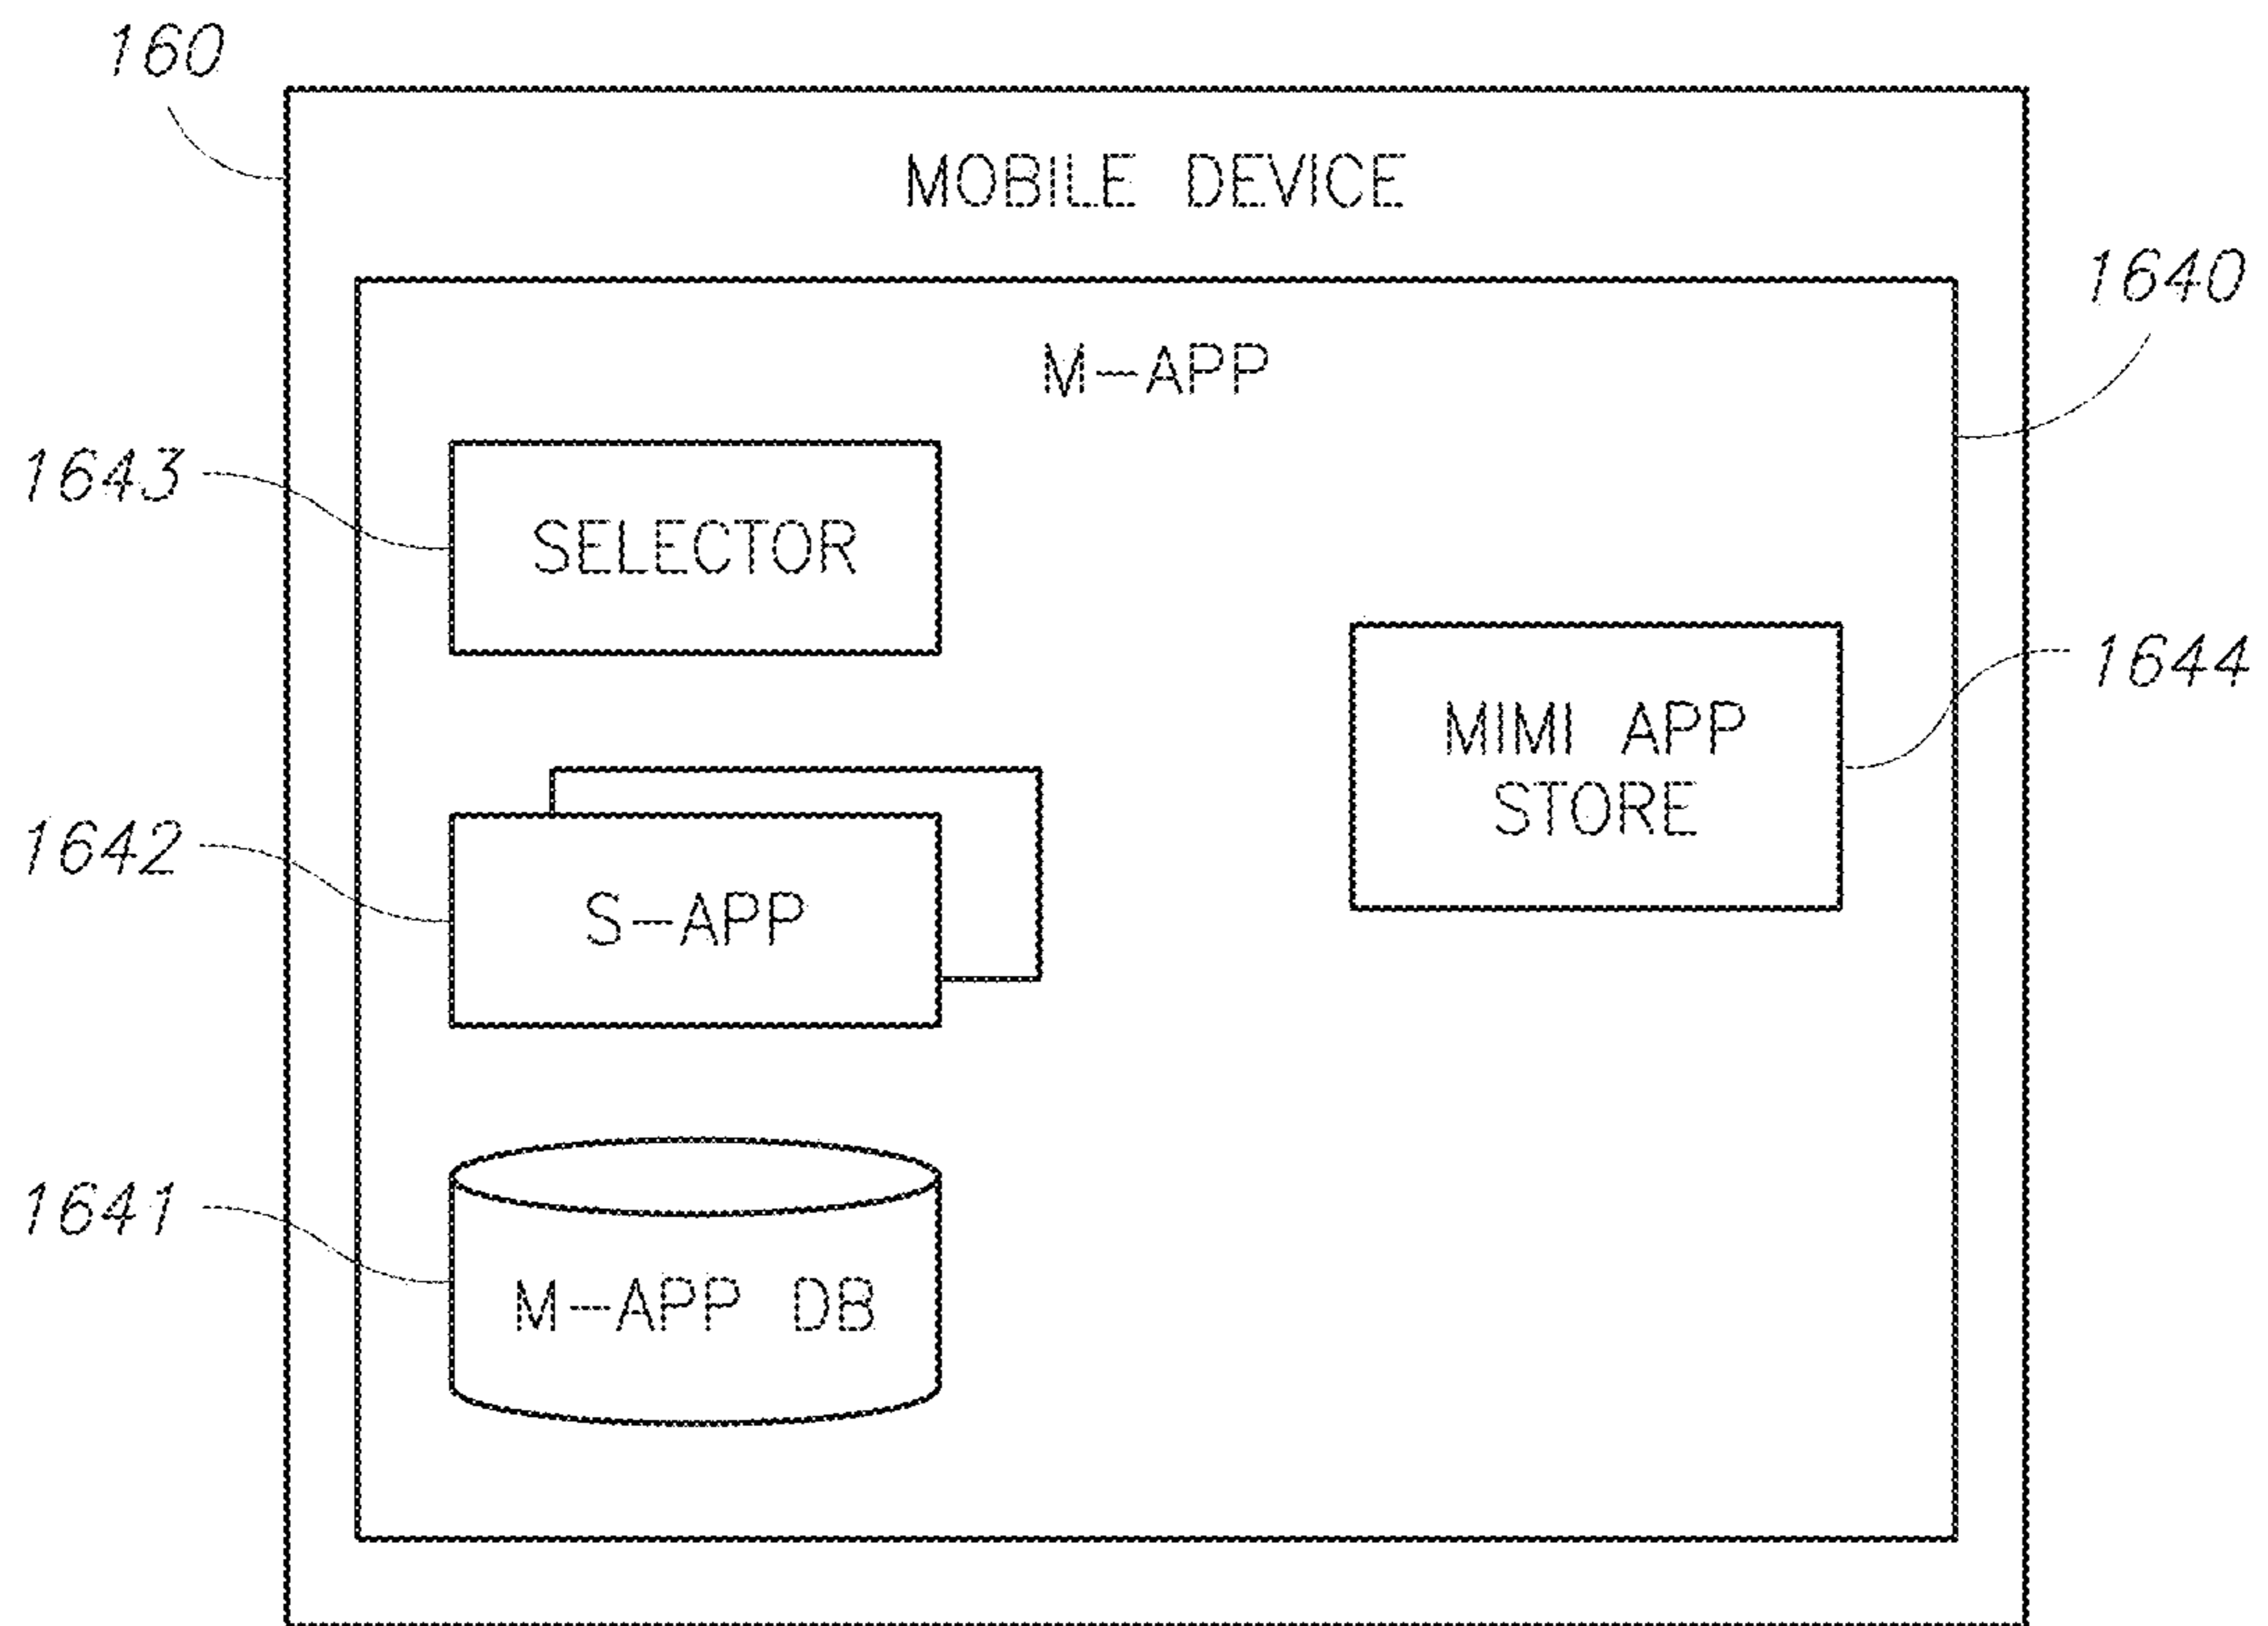 160
MOBILE DEVICE
1640
M-APP
1643
SELECTOR
1644
MIMI APP
STORE
1642
S-APP
1641
M-APP DB